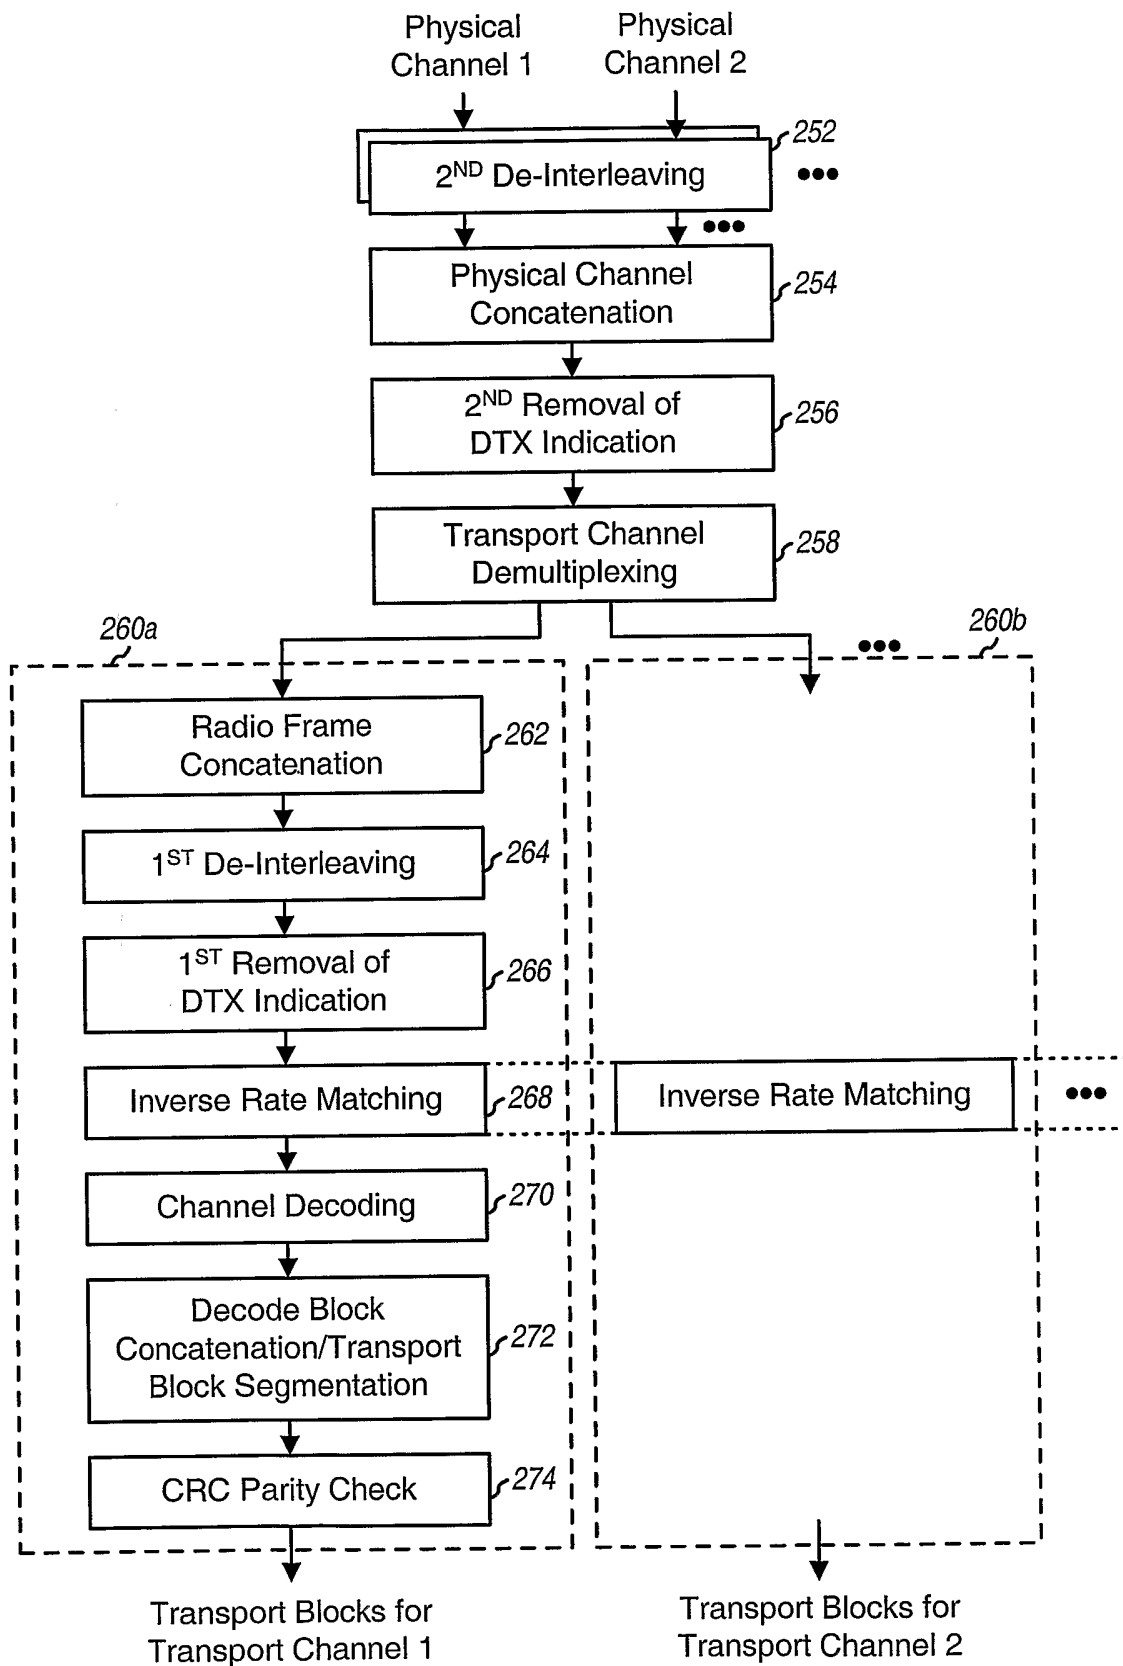 Physical
Channel 1
Physical
Channel 2
252
2ND De-Interleaving
Physical Channel
Concatenation
254
2ND Removal of
DTX Indication
256
Transport Channel
Demultiplexing
258
260a
260b
Radio Frame
Concatenation
262
1ST De-Interleaving
264
1ST Removal of
DTX Indication
266
Inverse Rate Matching
268
Inverse Rate Matching
Channel Decoding
270
Decode Block
Concatenation/Transport
Block Segmentation
272
CRC Parity Check
274
Transport Blocks for
Transport Channel 1
Transport Blocks for
Transport Channel 2